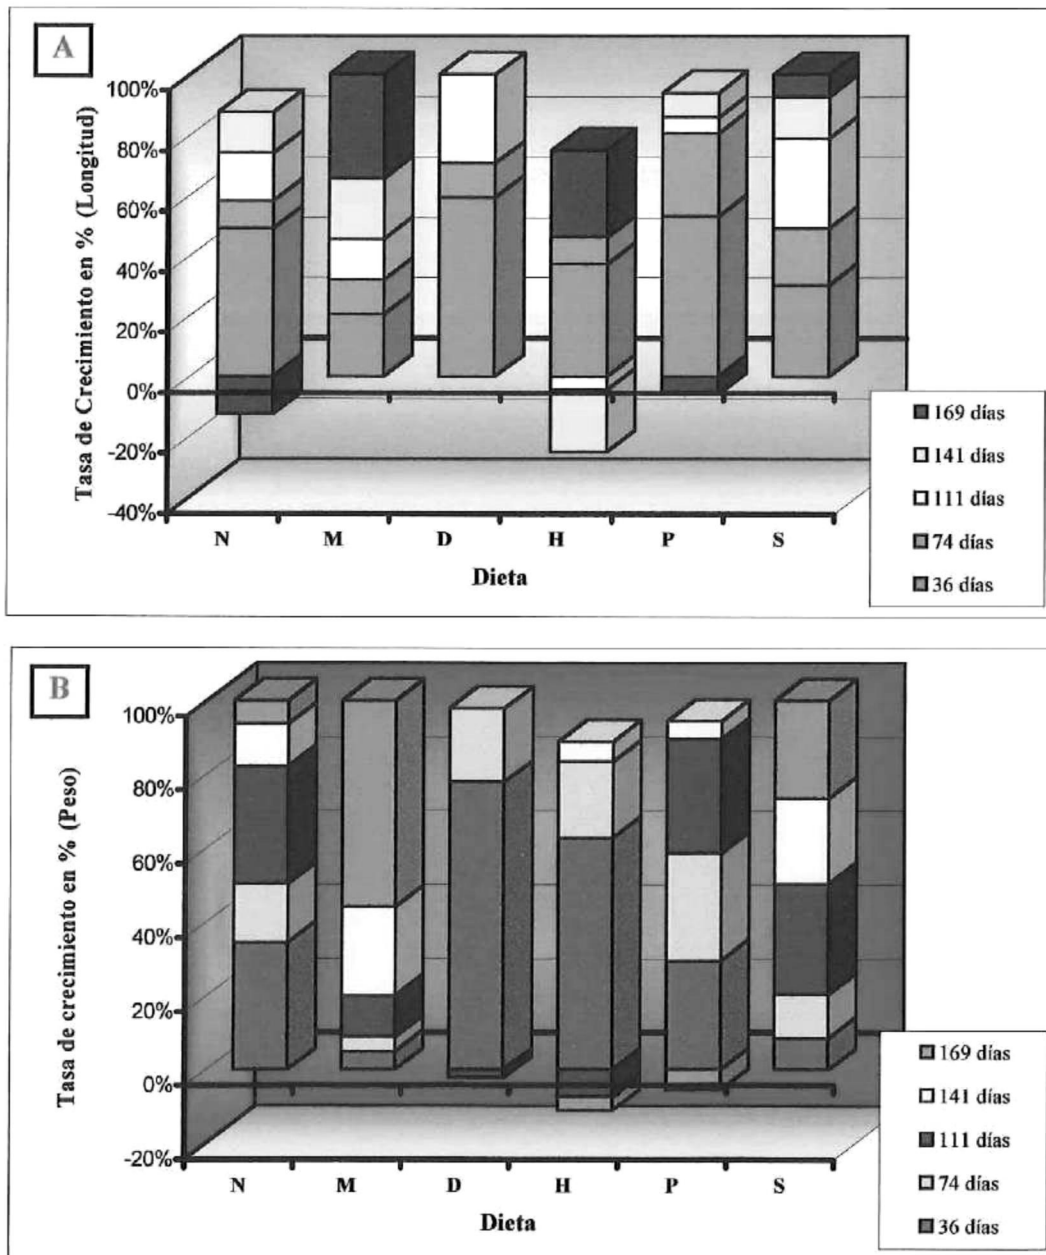 A
Tasa de Crecimiento en % (Longitud)
100%
80%
60%
40%
20%
0%
-20%
-40%
N M D H P S
Dieta
169 días
141 días
111 días
74 días
36 días
B
Tasa de crecimiento en % (Peso)
100%
80%
60%
40%
20%
0%
-20%
N M D H P S
Dieta
169 días
141 días
111 días
74 días
36 días